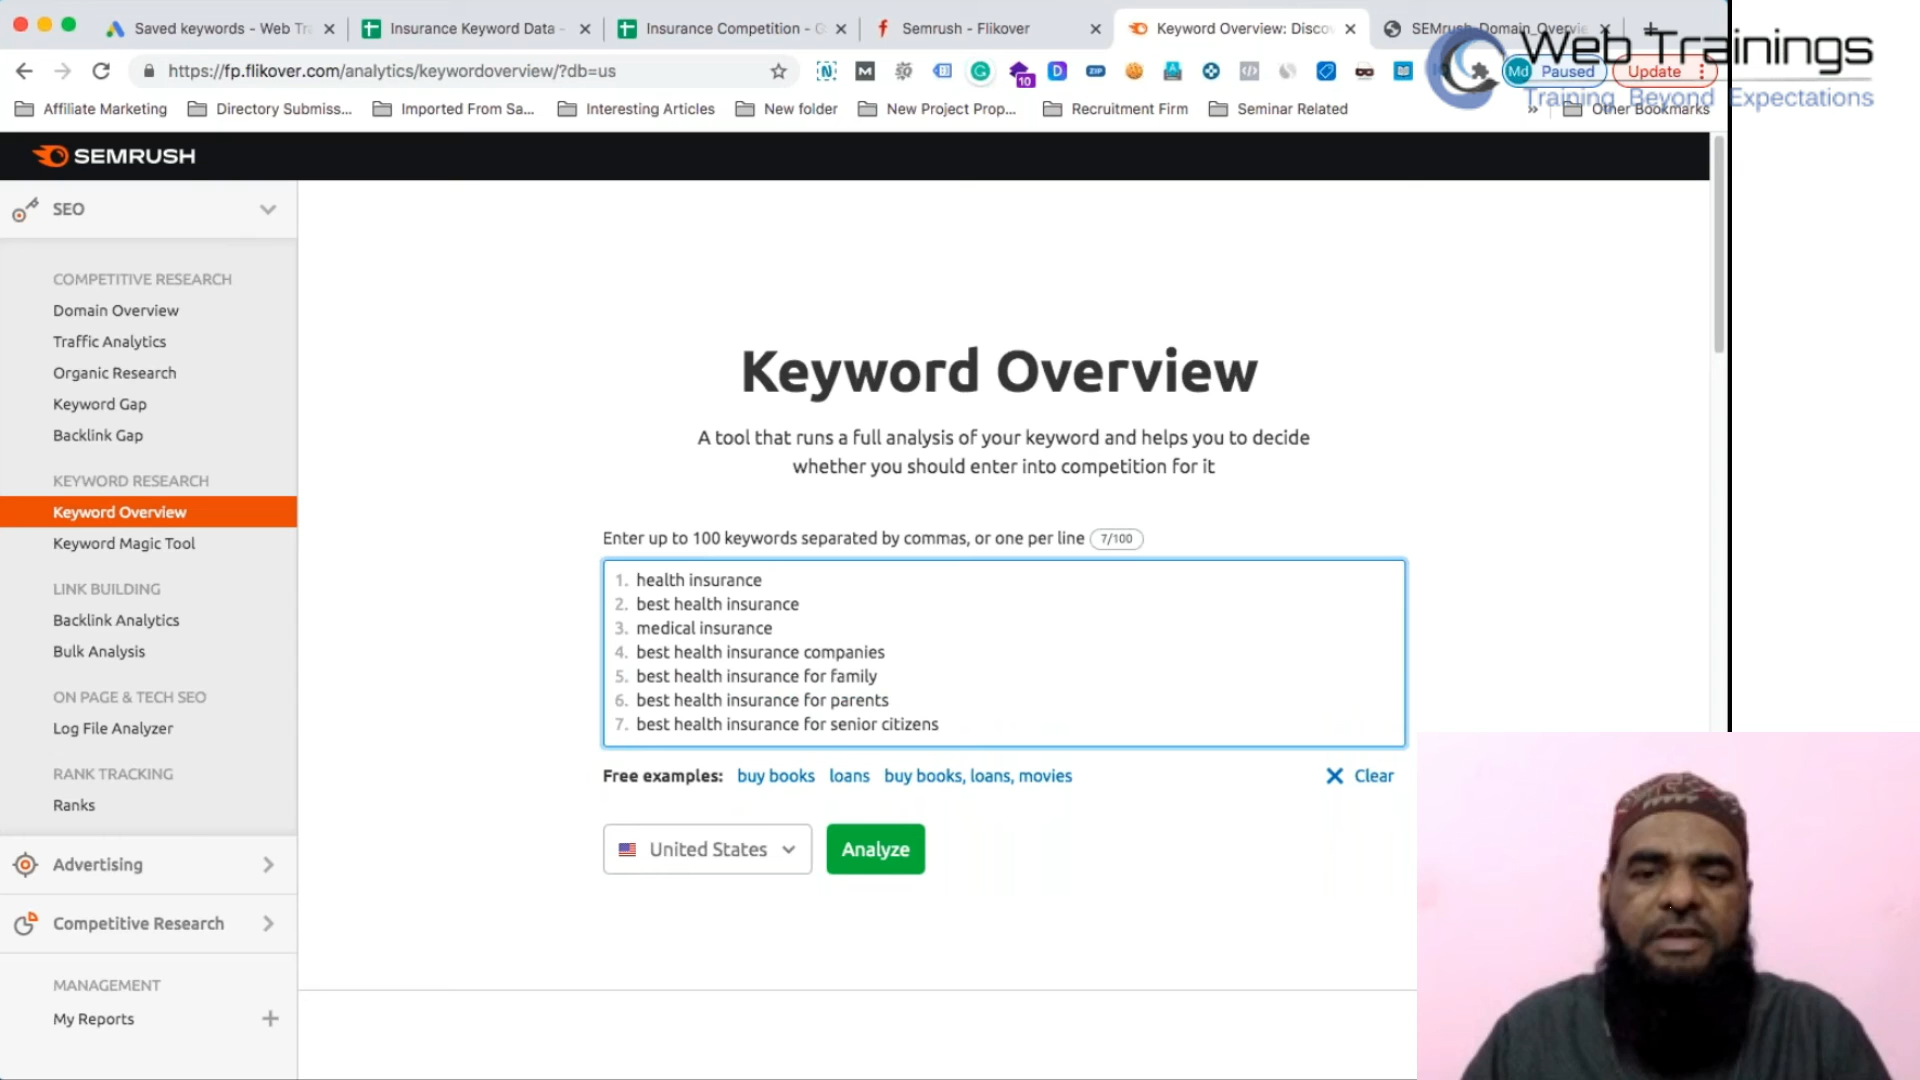 Saved keywords - Web Tr
Insurance Keyword Data -
Insurance Competition - G
Semrush - Flikover
Keyword Overview: Disco
SEMrush-Domain_Overvie
Web Trainings
Training Beyond Expectations
https://fp.flikover.com/analytics/keywordoverview/?db=us
10
ZIP
Md
Paused
Update
Affiliate Marketing
Directory Submiss...
Imported From Sa...
Interesting Articles
New folder
New Project Prop...
Recruitment Firm
Seminar Related
»
Other Bookmarks
SEMRUSH
SEO
COMPETITIVE RESEARCH
Domain Overview
Traffic Analytics
Organic Research
Keyword Gap
Backlink Gap
KEYWORD RESEARCH
Keyword Overview
Keyword Magic Tool
LINK BUILDING
Backlink Analytics
Bulk Analysis
ON PAGE & TECH SEO
Log File Analyzer
RANK TRACKING
Ranks
Advertising
Competitive Research
MANAGEMENT
My Reports
Keyword Overview
A tool that runs a full analysis of your keyword and helps you to decide
whether you should enter into competition for it
Enter up to 100 keywords separated by commas, or one per line 7/100
1. health insurance
2. best health insurance
3. medical insurance
4. best health insurance companies
5. best health insurance for family
6. best health insurance for parents
7. best health insurance for senior citizens
Free examples: buy books loans buy books, loans, movies
Clear
United States
Analyze